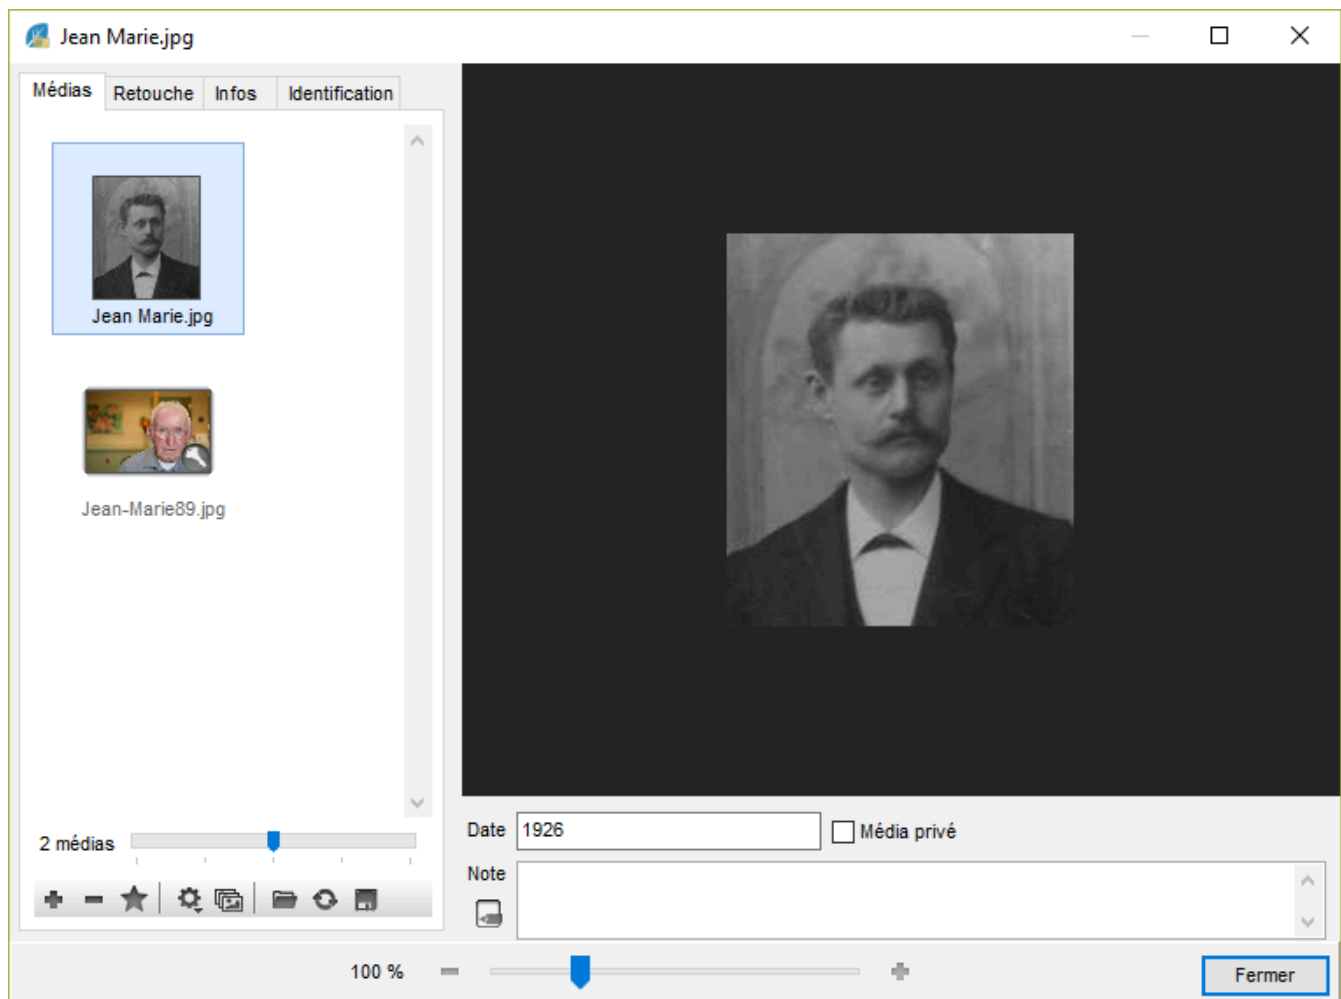 Jean Marie.jpg
Médias Retouche Infos Identification
Jean Marie.jpg
Jean-Marie89.jpg
2 médias
Date 1926 Média privé
Note
100 %
Fermer